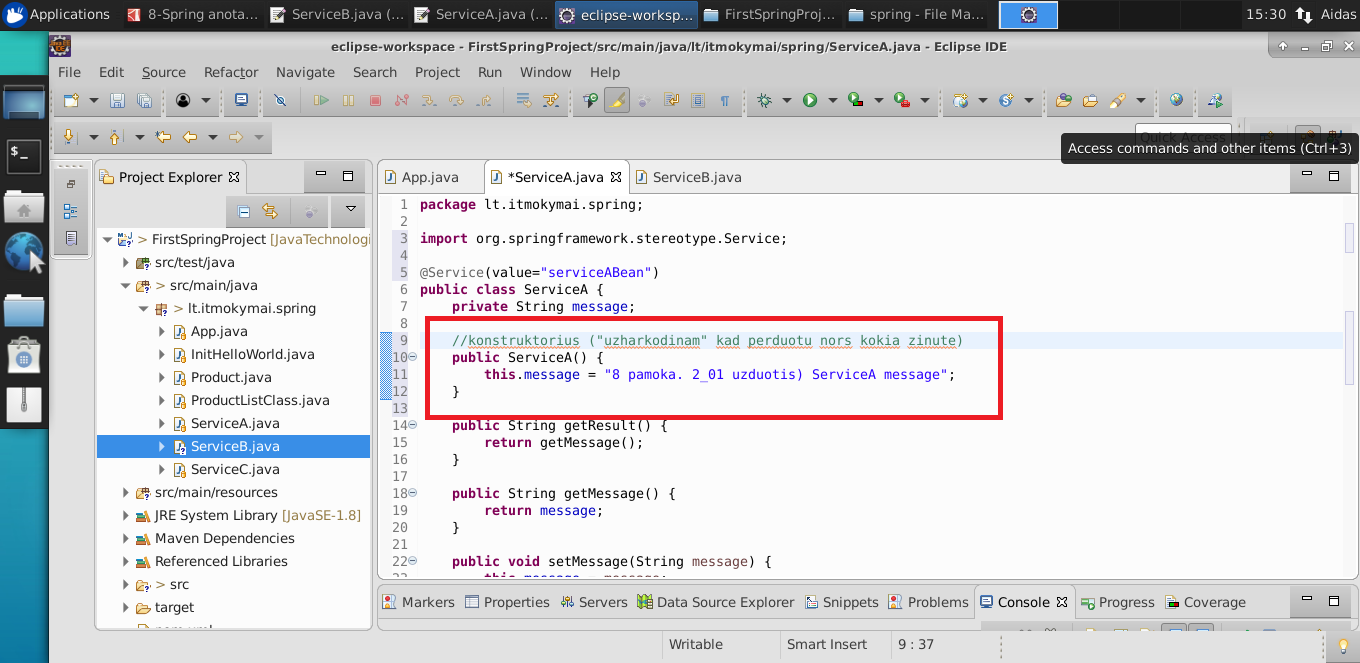 Applications 8-Spring anota... ServiceB.java (... ServiceA.java (... eclipse-worksp... FirstSpringProj... spring - File Ma... 15:30 Aidas
eclipse-workspace - FirstSpringProject/src/main/java/lt/itmokymai/spring/ServiceA.java - Eclipse IDE
File Edit Source Refactor Navigate Search Project Run Window Help
Quick Access
Access commands and other items (Ctrl+3)
Project Explorer
> FirstSpringProject [JavaTechnologi
src/test/java
> src/main/java
> lt.itmokymai.spring
App.java
InitHelloWorld.java
Product.java
ProductListClass.java
ServiceA.java
ServiceB.java
ServiceC.java
src/main/resources
JRE System Library [JavaSE-1.8]
Maven Dependencies
Referenced Libraries
> src
target
pom.xml
App.java *ServiceA.java ServiceB.java
1 package lt.itmokymai.spring;
2
3 import org.springframework.stereotype.Service;
4
5 @Service(value="serviceABean")
6 public class ServiceA {
7 private String message;
8
9 //konstruktorius ("uzharkodinam" kad perduotu nors kokia zinute)
10 public ServiceA() {
11 this.message = "8 pamoka. 2_01 uzduotis) ServiceA message";
12 }
13
14 public String getResult() {
15 return getMessage();
16 }
17
18 public String getMessage() {
19 return message;
20 }
21
22 public void setMessage(String message) {
23 this.message = message;
Markers Properties Servers Data Source Explorer Snippets Problems Console Progress Coverage
Writable Smart Insert 9 : 37